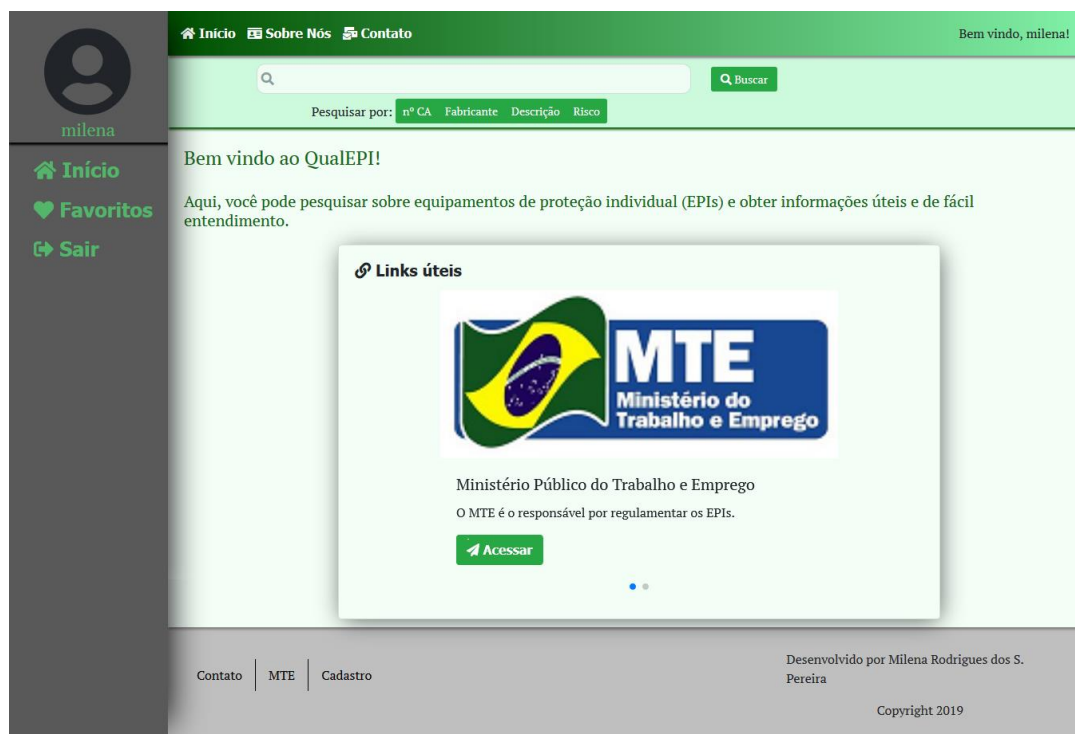 Início Sobre Nós Contato
Bem vindo, milena!
Buscar
Pesquisar por: nº CA Fabricante Descrição Risco
milena
Início
Favoritos
Sair
Bem vindo ao QualEPI!
Aqui, você pode pesquisar sobre equipamentos de proteção individual (EPIs) e obter informações úteis e de fácil
entendimento.
Links úteis
MTE
Ministério do
Trabalho e Emprego
Ministério Público do Trabalho e Emprego
O MTE é o responsável por regulamentar os EPIs.
Acessar
Contato MTE Cadastro
Desenvolvido por Milena Rodrigues dos S.
Pereira
Copyright 2019